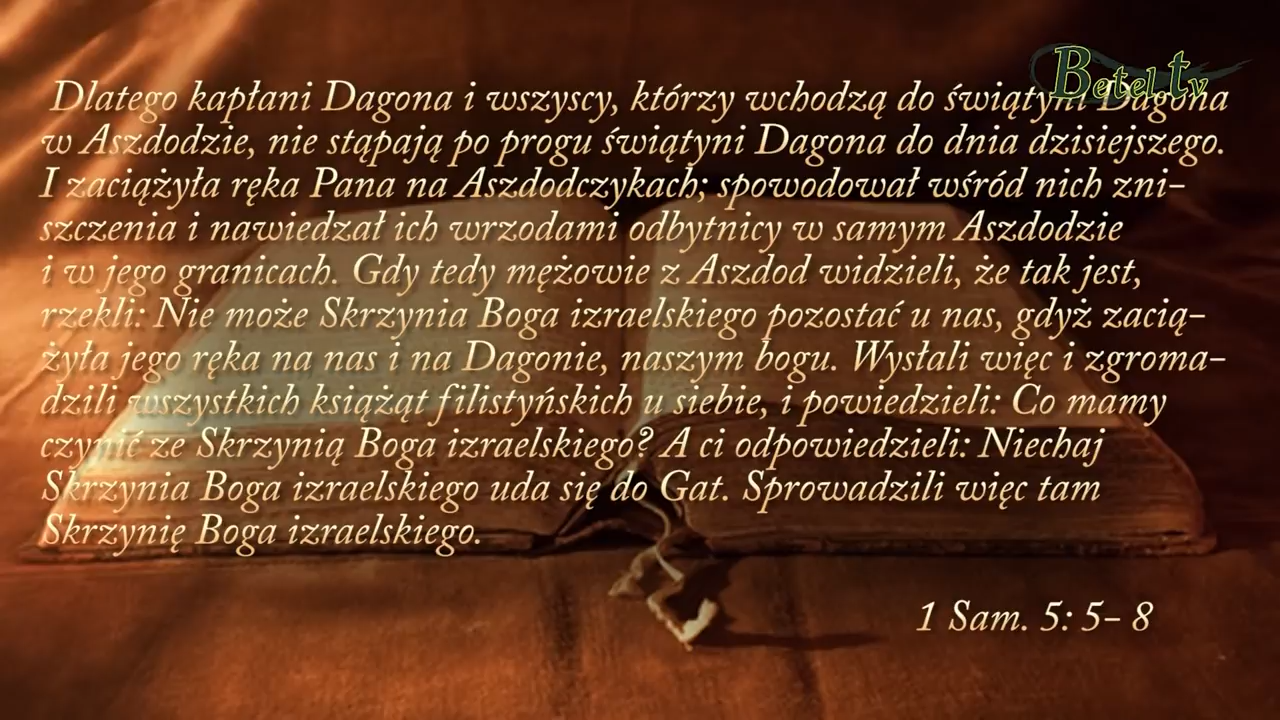 Betel.tv
Dlatego kapłani Dagona i wszyscy, którzy wchodzą do świątyni Dagona
w Aszdodzie, nie stąpają po progu świątyni Dagona do dnia dzisiejszego.
I zaciążyła ręka Pana na Aszdodczykach; spowodował wśród nich zni-
szczenia i nawiedzał ich wrzodami odbytnicy w samym Aszdodzie
i w jego granicach. Gdy tedy mężowie z Aszdod widzieli, że tak jest,
rzekli: Nie może Skrzynia Boga izraelskiego pozostać u nas, gdyż zacią-
żyła jego ręka na nas i na Dagonie, naszym bogu. Wysłali więc i zgroma-
dzili wszystkich książąt filistyńskich u siebie, i powiedzieli: Co mamy
czynić ze Skrzynią Boga izraelskiego? A ci odpowiedzieli: Niechaj
Skrzynia Boga izraelskiego uda się do Gat. Sprowadzili więc tam
Skrzynię Boga izraelskiego.
1 Sam. 5: 5- 8